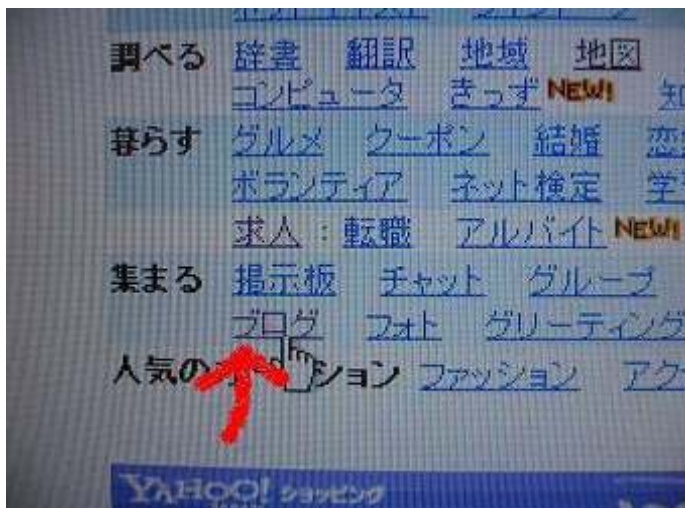 調べる 辞書 翻訳 地域 地図
コンピュータ きっず NEW!
暮らす グルメ クーポン 結婚
ボランティア ネット検定
求人：転職 アルバイト NEW!
集まる 掲示板 チャット グループ
ブログ フォト グリーティング
人気の ション ファッション
YAHOO! ショッピング